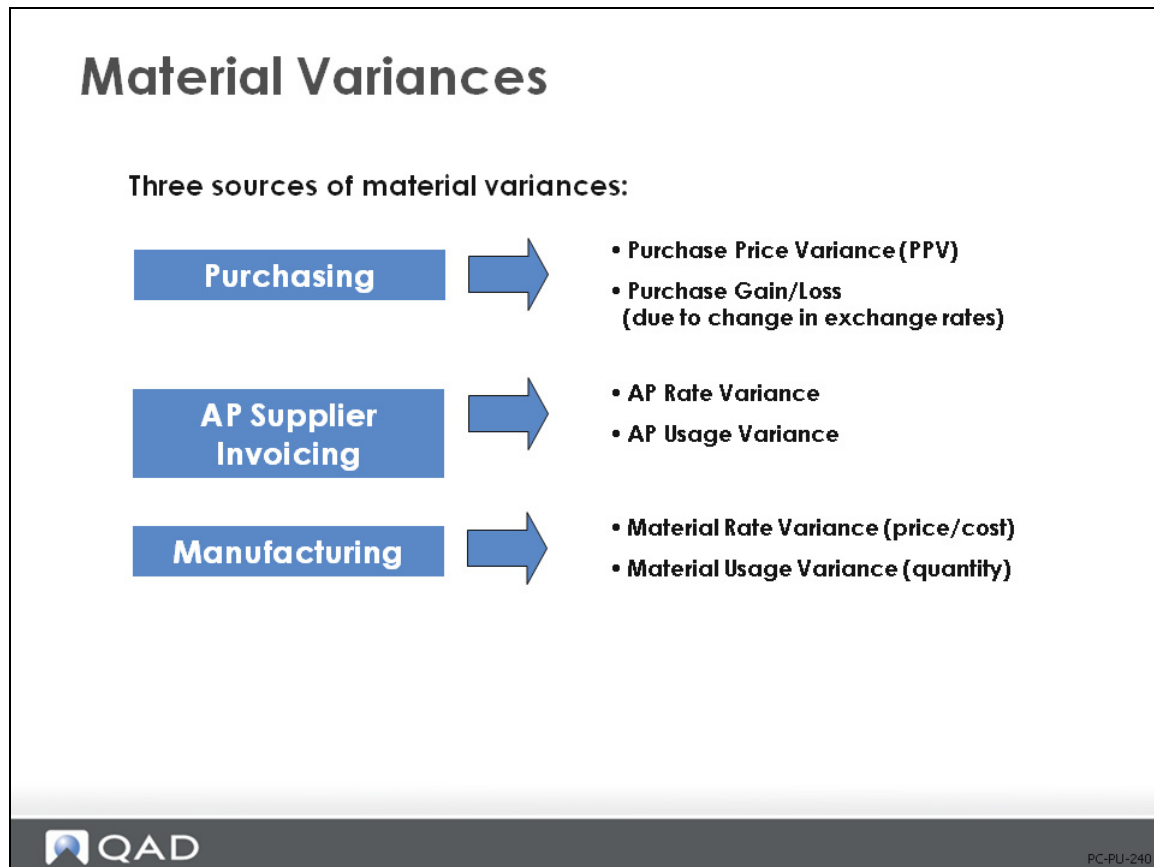 Material Variances
Three sources of material variances:
Purchasing
• Purchase Price Variance (PPV)
• Purchase Gain/Loss
(due to change in exchange rates)
AP Supplier
Invoicing
• AP Rate Variance
• AP Usage Variance
Manufacturing
• Material Rate Variance (price/cost)
• Material Usage Variance (quantity)
QAD
PC-PU-240